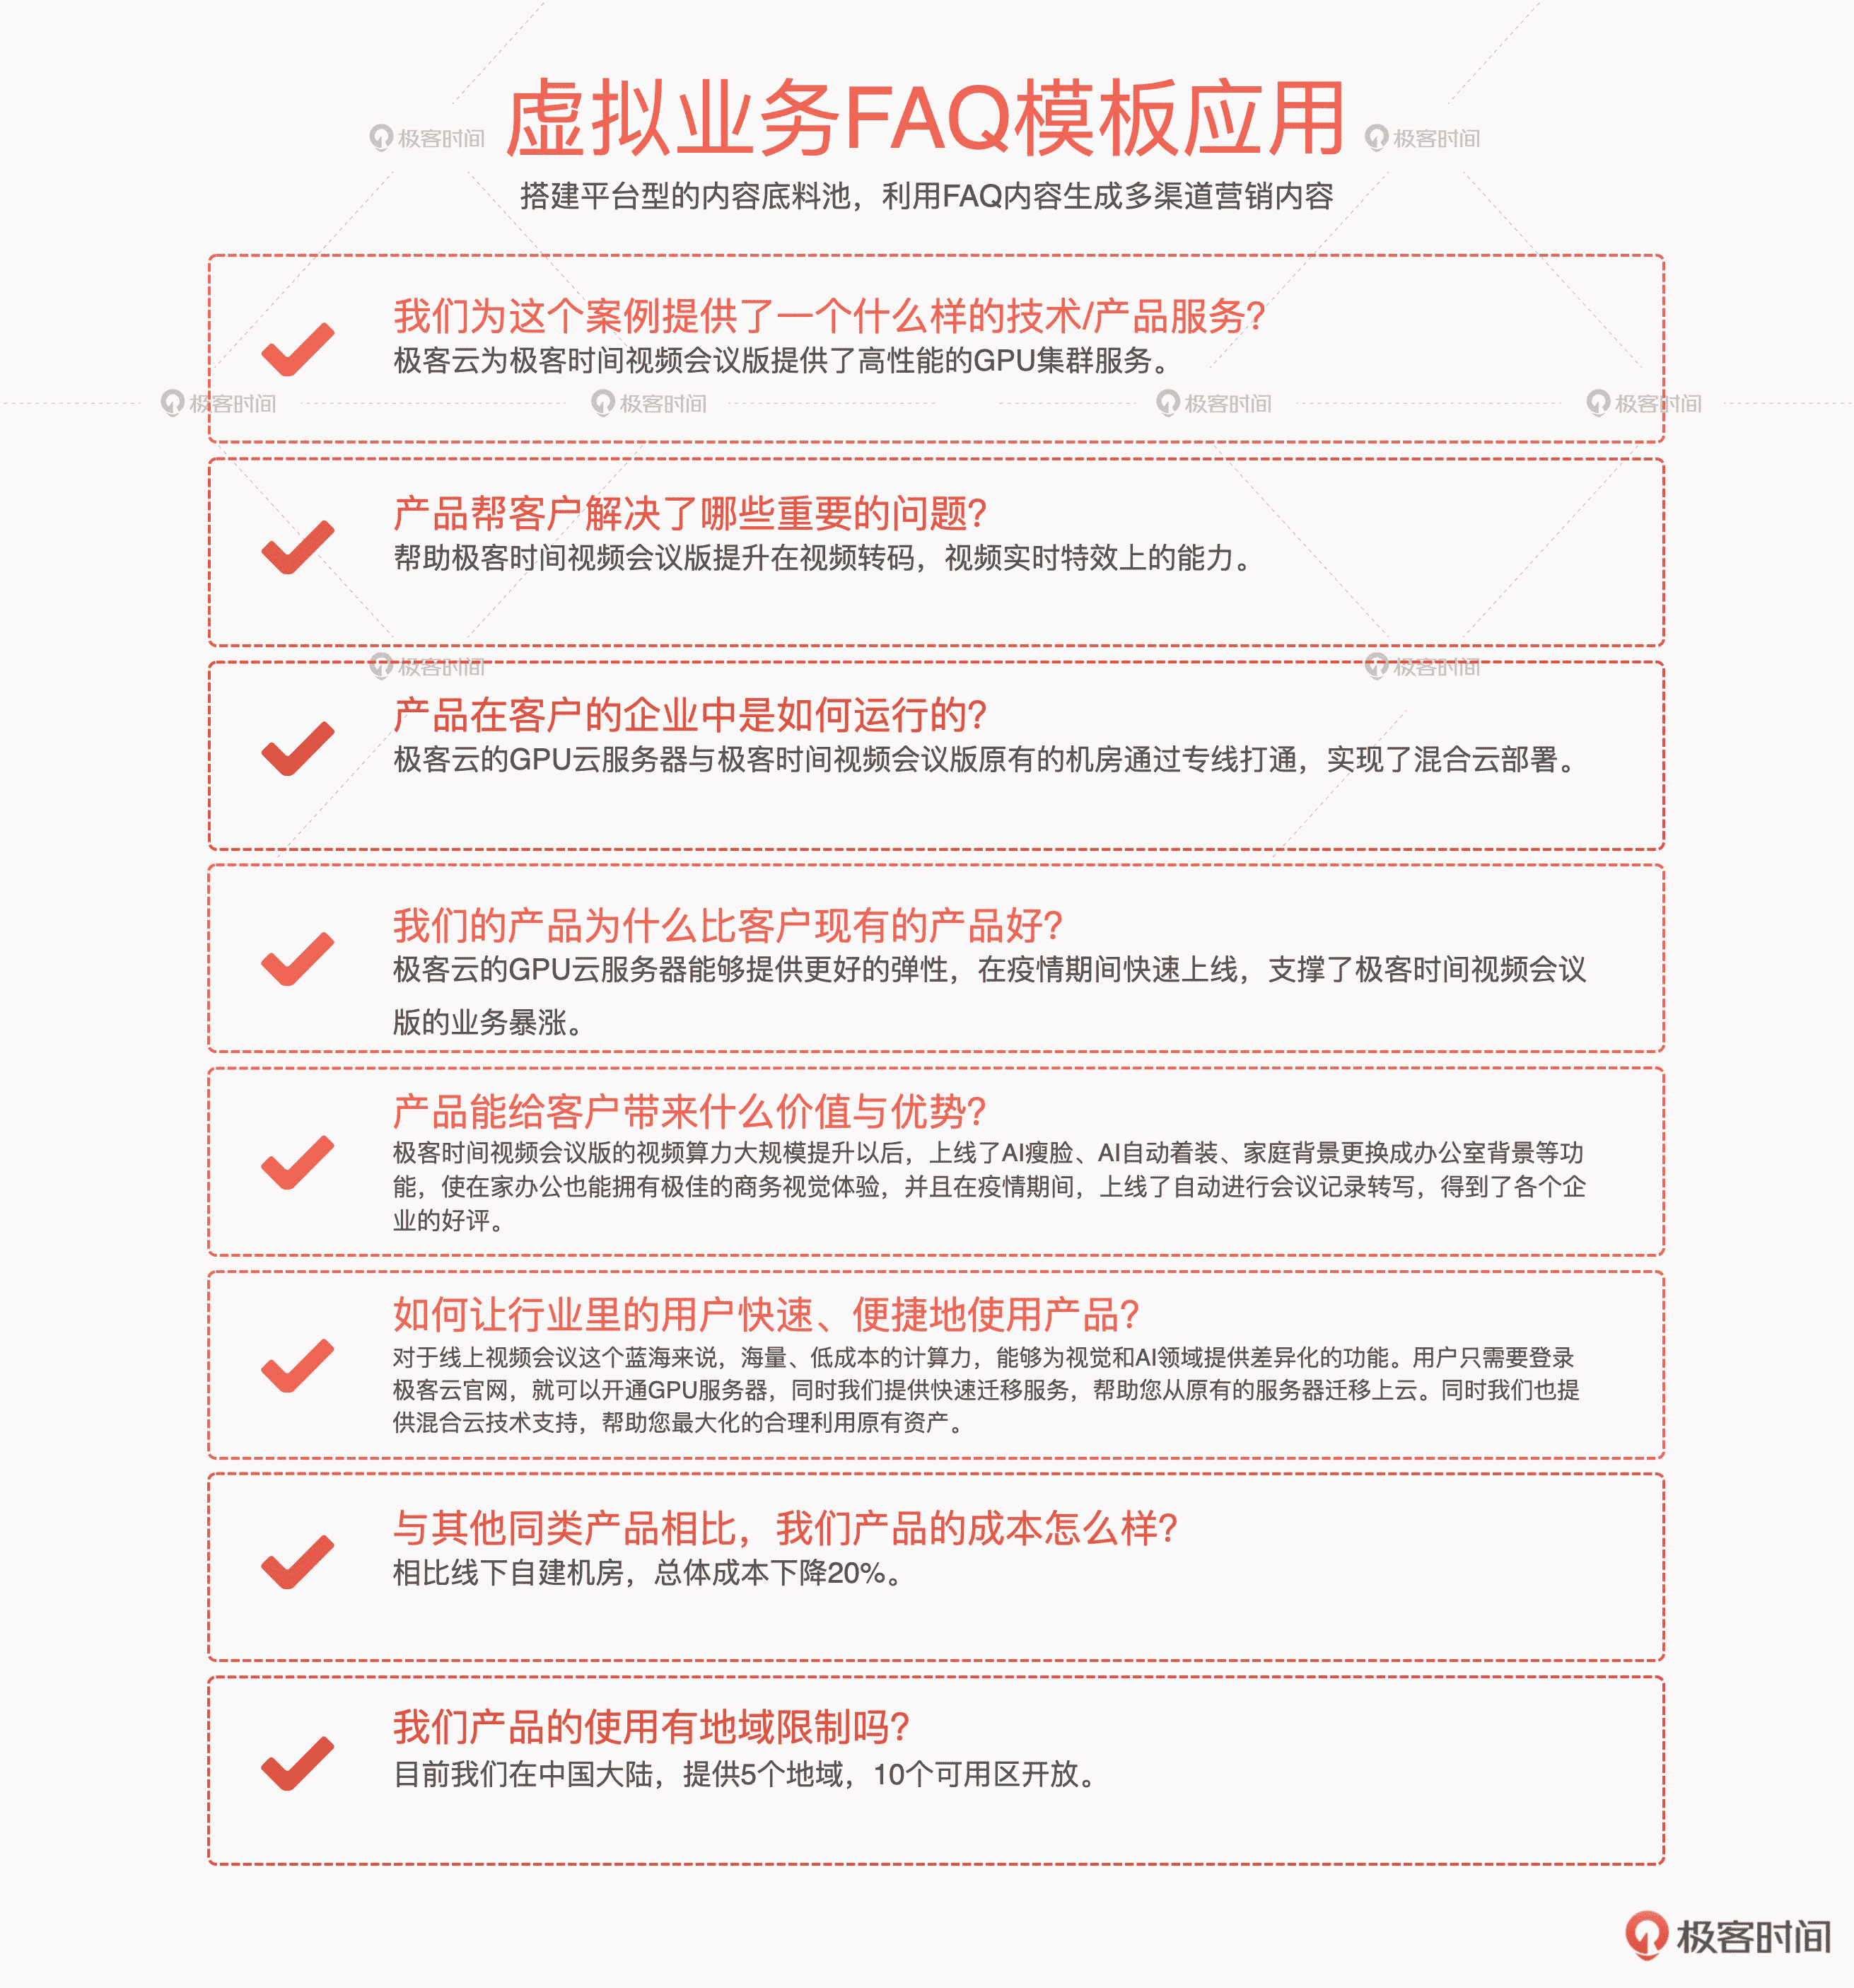 虚拟业务FAQ模板应用
极客时间
极客时间
搭建平台型的内容底料池，利用FAQ内容生成多渠道营销内容
我们为这个案例提供了一个什么样的技术/产品服务？
极客云为极客时间视频会议版提供了高性能的GPU集群服务。
极客时间
极客时间
极客时间
极客时间
产品帮客户解决了哪些重要的问题？
帮助极客时间视频会议版提升在视频转码，视频实时特效上的能力。
极客时间
极客时间
产品在客户的企业中是如何运行的？
极客云的GPU云服务器与极客时间视频会议版原有的机房通过专线打通，实现了混合云部署。
我们的产品为什么比客户现有的产品好？
极客云的GPU云服务器能够提供更好的弹性，在疫情期间快速上线，支撑了极客时间视频会议
版的业务暴涨。
产品能给客户带来什么价值与优势？
极客时间视频会议版的视频算力大规模提升以后，上线了AI瘦脸、AI自动着装、家庭背景更换成办公室背景等功
能，使在家办公也能拥有极佳的商务视觉体验，并且在疫情期间，上线了自动进行会议记录转写，得到了各个企
业的好评。
如何让行业里的用户快速、便捷地使用产品？
对于线上视频会议这个蓝海来说，海量、低成本的计算力，能够为视觉和AI领域提供差异化的功能。用户只需要登录
极客云官网，就可以开通GPU服务器，同时我们提供快速迁移服务，帮助您从原有的服务器迁移上云。同时我们也提
供混合云技术支持，帮助您最大化的合理利用原有资产。
与其他同类产品相比，我们产品的成本怎么样？
相比线下自建机房，总体成本下降20%。
我们产品的使用有地域限制吗？
目前我们在中国大陆，提供5个地域，10个可用区开放。
极客时间